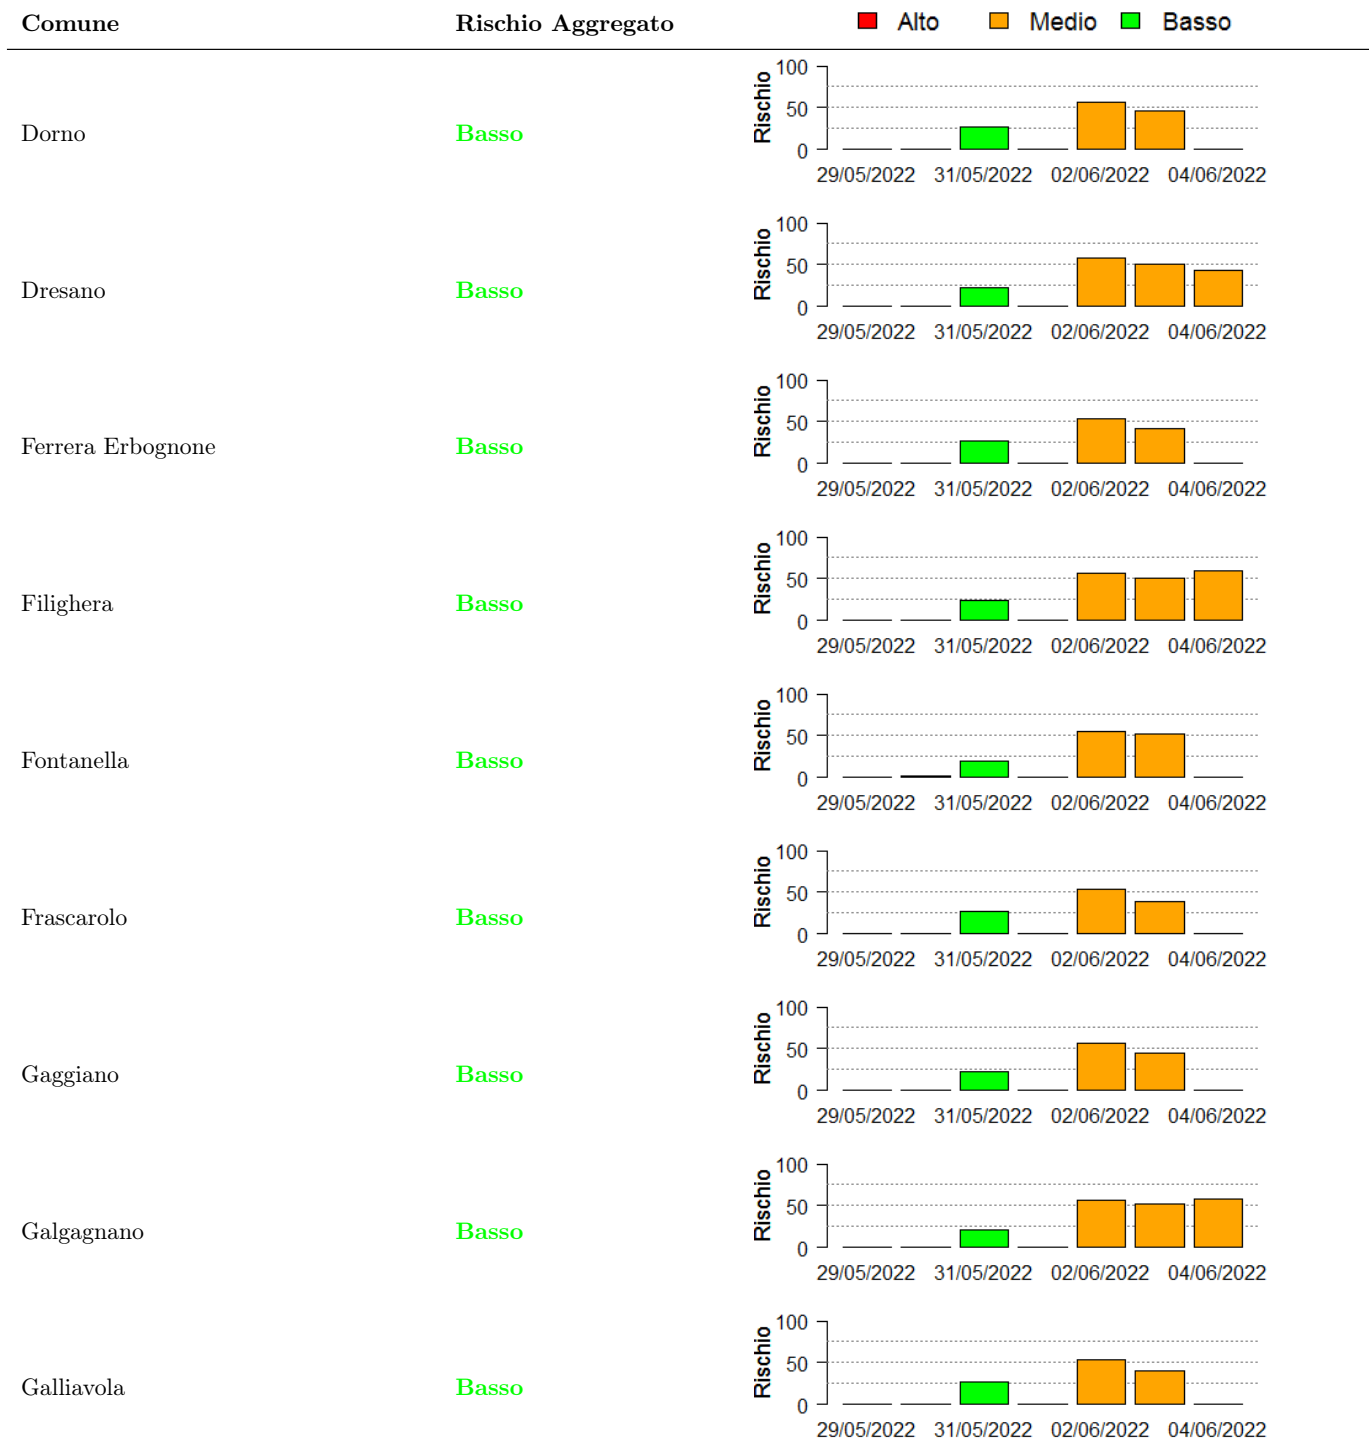 Comune Rischio Aggregato Alto Medio Basso
100
50
0
Rischio
Dorno Basso
29/05/2022 31/05/2022 02/06/2022 04/06/2022
100
50
0
Rischio
Dresano Basso
29/05/2022 31/05/2022 02/06/2022 04/06/2022
100
50
0
Rischio
Ferrera Erbognone Basso
29/05/2022 31/05/2022 02/06/2022 04/06/2022
100
50
0
Rischio
Filighera Basso
29/05/2022 31/05/2022 02/06/2022 04/06/2022
100
50
0
Rischio
Fontanella Basso
29/05/2022 31/05/2022 02/06/2022 04/06/2022
100
50
0
Rischio
Frascarolo Basso
29/05/2022 31/05/2022 02/06/2022 04/06/2022
100
50
0
Rischio
Gaggiano Basso
29/05/2022 31/05/2022 02/06/2022 04/06/2022
100
50
0
Rischio
Galgagnano Basso
29/05/2022 31/05/2022 02/06/2022 04/06/2022
100
50
0
Rischio
Galliavola Basso
29/05/2022 31/05/2022 02/06/2022 04/06/2022